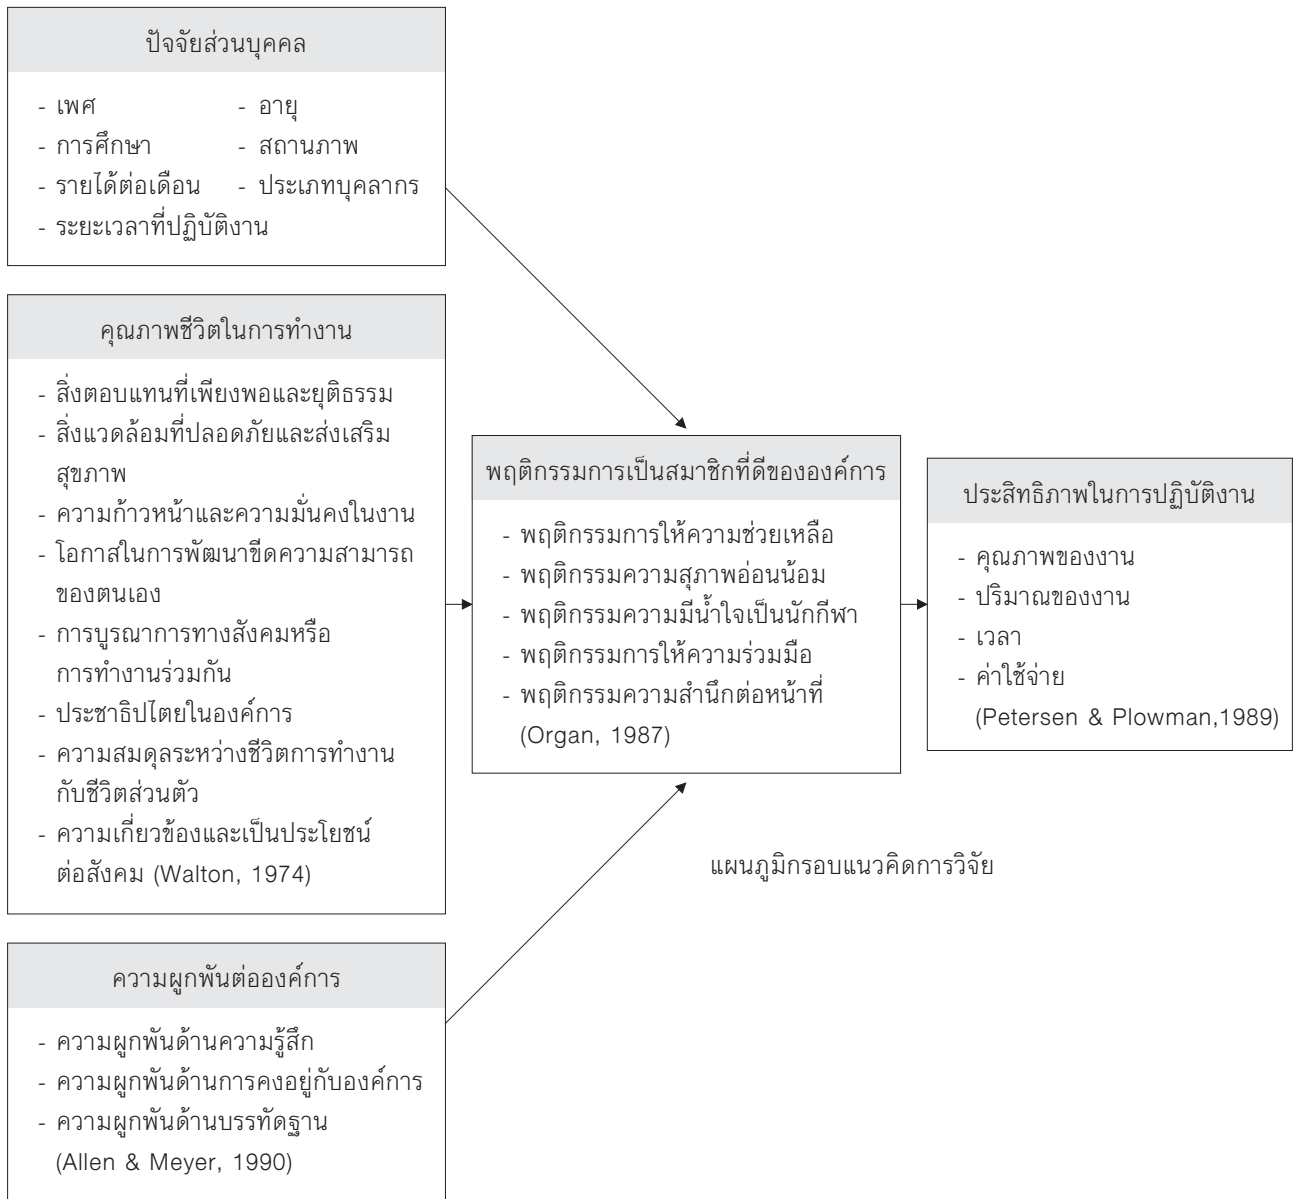 ปัจจัยส่วนบุคคล
- เพศ - อายุ
- การศึกษา - สถานภาพ
- รายได้ต่อเดือน - ประเภทบุคลากร
- ระยะเวลาที่ปฏิบัติงาน
คุณภาพชีวิตในการทำงาน
- สิ่งตอบแทนที่เพียงพอและยุติธรรม
- สิ่งแวดล้อมที่ปลอดภัยและส่งเสริม
สุขภาพ
- ความก้าวหน้าและความมั่นคงในงาน
- โอกาสในการพัฒนาขีดความสามารถ
ของตนเอง
- การบูรณาการทางสังคมหรือ
การทำงานร่วมกัน
- ประชาธิปไตยในองค์การ
- ความสมดุลระหว่างชีวิตการทำงาน
กับชีวิตส่วนตัว
- ความเกี่ยวข้องและเป็นประโยชน์
ต่อสังคม (Walton, 1974)
ความผูกพันต่อองค์การ
- ความผูกพันด้านความรู้สึก
- ความผูกพันด้านการคงอยู่กับองค์การ
- ความผูกพันด้านบรรทัดฐาน
(Allen & Meyer, 1990)
พฤติกรรมการเป็นสมาชิกที่ดีขององค์การ
- พฤติกรรมการให้ความช่วยเหลือ
- พฤติกรรมความสุภาพอ่อนน้อม
- พฤติกรรมความมีน้ำใจเป็นนักกีฬา
- พฤติกรรมการให้ความร่วมมือ
- พฤติกรรมความสำนึกต่อหน้าที่
(Organ, 1987)
ประสิทธิภาพในการปฏิบัติงาน
- คุณภาพของงาน
- ปริมาณของงาน
- เวลา
- ค่าใช้จ่าย
(Petersen & Plowman,1989)
แผนภูมิกรอบแนวคิดการวิจัย